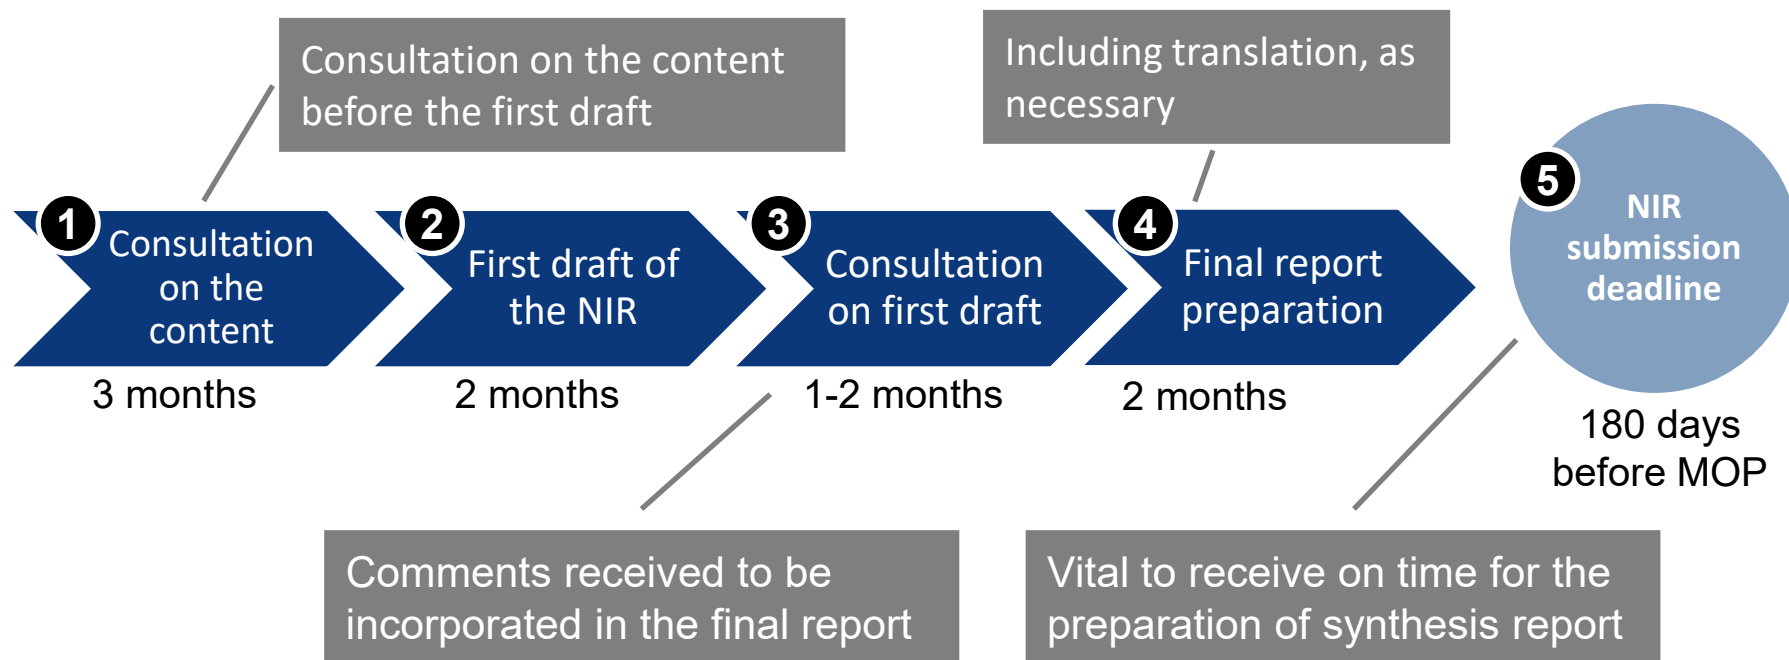 Consultation on the content
before the first draft
Including translation, as
necessary
1
Consultation
on the
content
3 months
2
First draft of
the NIR
2 months
3
Consultation
on first draft
1-2 months
4
Final report
preparation
2 months
5
NIR
submission
deadline
180 days
before MOP
Comments received to be
incorporated in the final report
Vital to receive on time for the
preparation of synthesis report